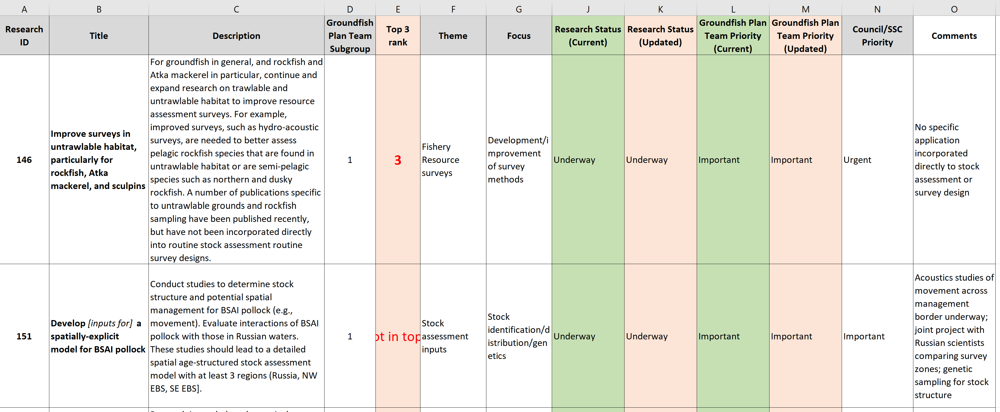 A B C D E F G J K L M N O
Research
ID
Title
Description
Groundfish
Plan Team
Subgroup
Top 3
rank
Theme
Focus
Research Status
(Current)
Research Status
(Updated)
Groundfish Plan
Team Priority
(Current)
Groundfish Plan
Team Priority
(Updated)
Council/SSC
Priority
Comments
146
Improve surveys in
untrawlable habitat,
particularly for
rockfish, Atka
mackerel, and sculpins
For groundfish in general, and rockfish and
Atka mackerel in particular, continue and
expand research on trawlable and
untrawlable habitat to improve resource
assessment surveys. For example,
improved surveys, such as hydro-acoustic
surveys, are needed to better assess
pelagic rockfish species that are found in
untrawlable habitat or are semi-pelagic
species such as northern and dusky
rockfish. A number of publications specific
to untrawlable grounds and rockfish
sampling have been published recently,
but have not been incorporated directly
into routine stock assessment routine
survey designs.
1
3
Fishery
Resource
surveys
Development/i
mprovement
of survey
methods
Underway
Underway
Important
Important
Urgent
No specific
application
incorporated
directly to stock
assessment or
survey design
151
Develop [inputs for] a
spatially-explicit
model for BSAI pollock
Conduct studies to determine stock
structure and potential spatial
management for BSAI pollock (e.g.,
movement). Evaluate interactions of BSAI
pollock with those in Russian waters.
These studies should lead to a detailed
spatial age-structured stock assessment
model with at least 3 regions (Russia, NW
EBS, SE EBS].
1
ot in top
Stock
assessment
inputs
Stock
identification/d
istribution/gen
etics
Underway
Underway
Important
Important
Important
Acoustics studies of
movement across
management
border underway;
joint project with
Russian scientists
comparing survey
zones; genetic
sampling for stock
structure